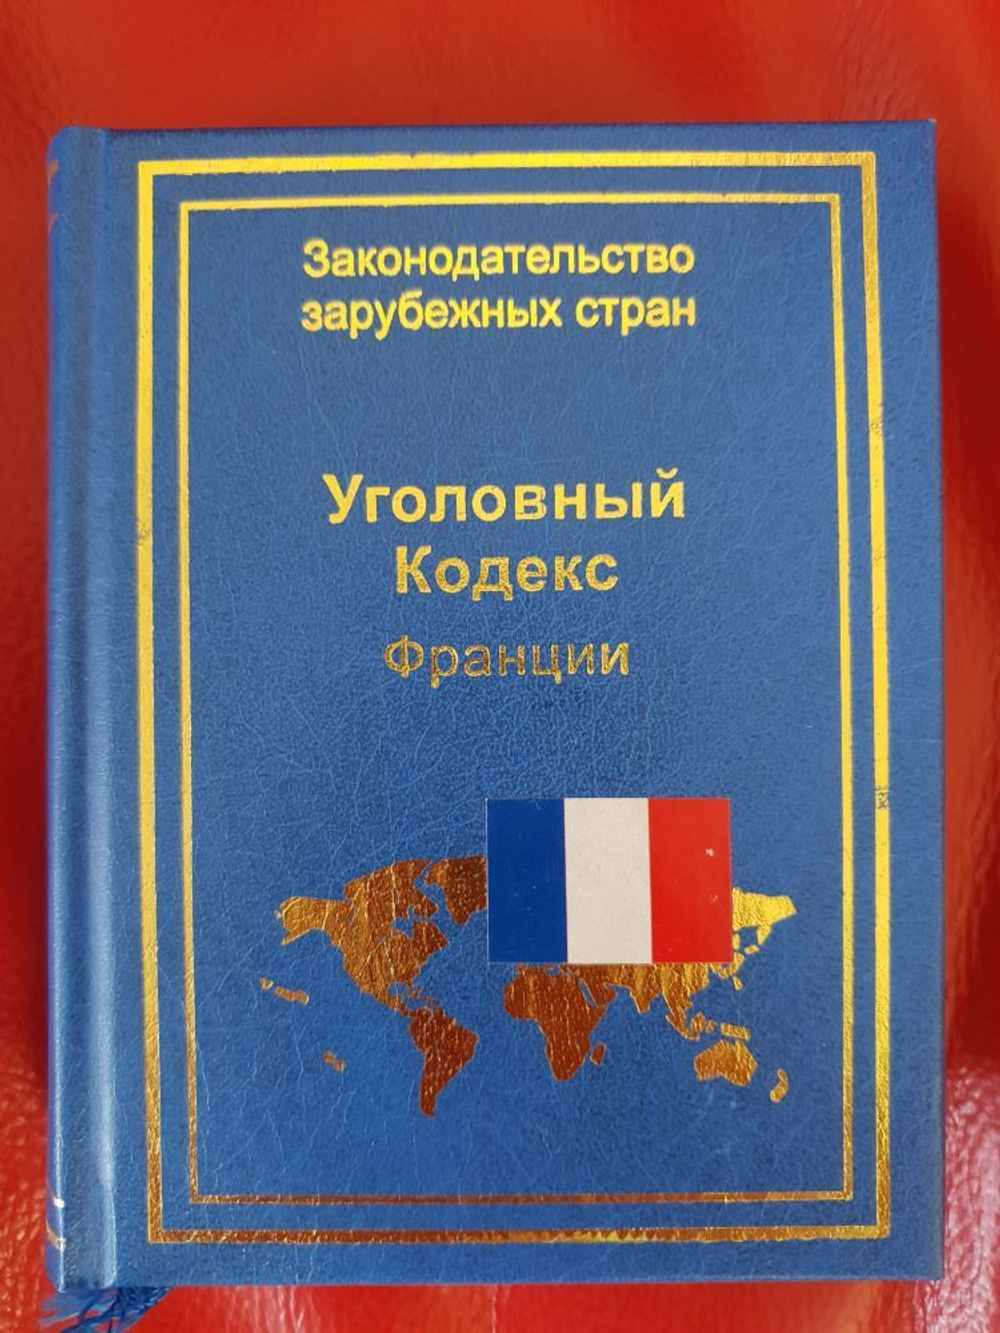 Законодательство
зарубежных стран
Уголовный
Кодекс
Франции